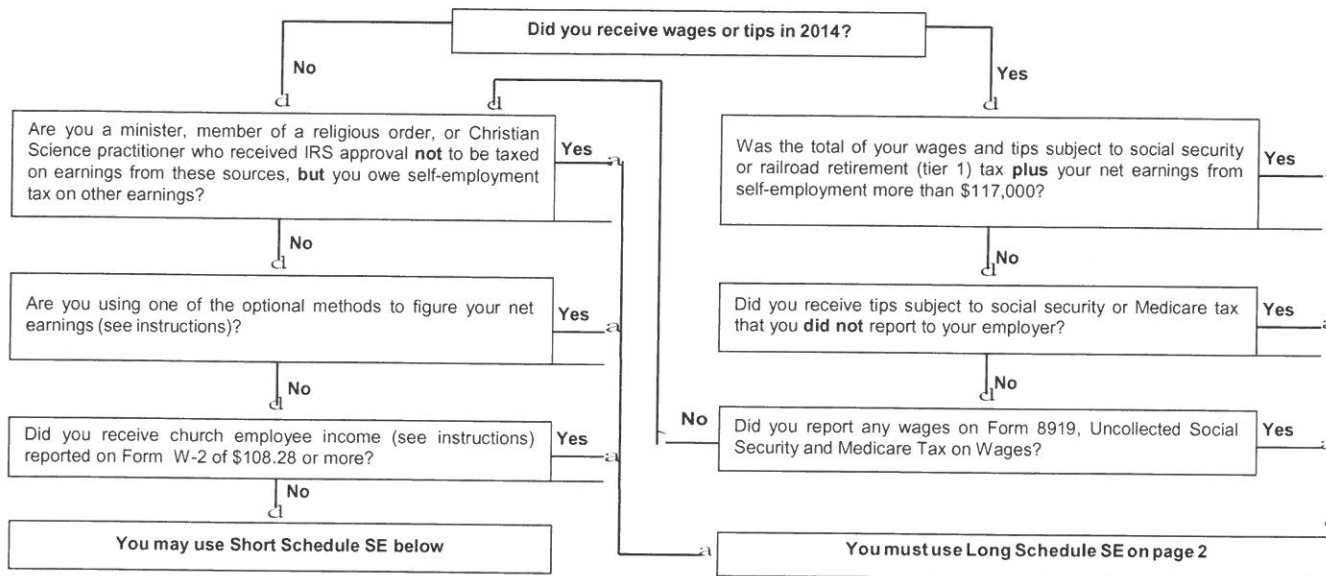 Did you receive wages or tips in 2014?
No
Yes
Are you a minister, member of a religious order, or Christian
Science practitioner who received IRS approval not to be taxed
on earnings from these sources, but you owe self-employment
tax on other earnings?
Yes
a
No
d
Are you using one of the optional methods to figure your net
earnings (see instructions)?
Yes
a
No
d
Did you receive church employee income (see instructions)
reported on Form W-2 of $108.28 or more?
Yes
a
No
d
You may use Short Schedule SE below
d
d
d
Was the total of your wages and tips subject to social security
or railroad retirement (tier 1) tax plus your net earnings from
self-employment more than $117,000?
Yes
No
d
Did you receive tips subject to social security or Medicare tax
that you did not report to your employer?
Yes
a
No
d
No
Did you report any wages on Form 8919, Uncollected Social
Security and Medicare Tax on Wages?
Yes
a
a
You must use Long Schedule SE on page 2